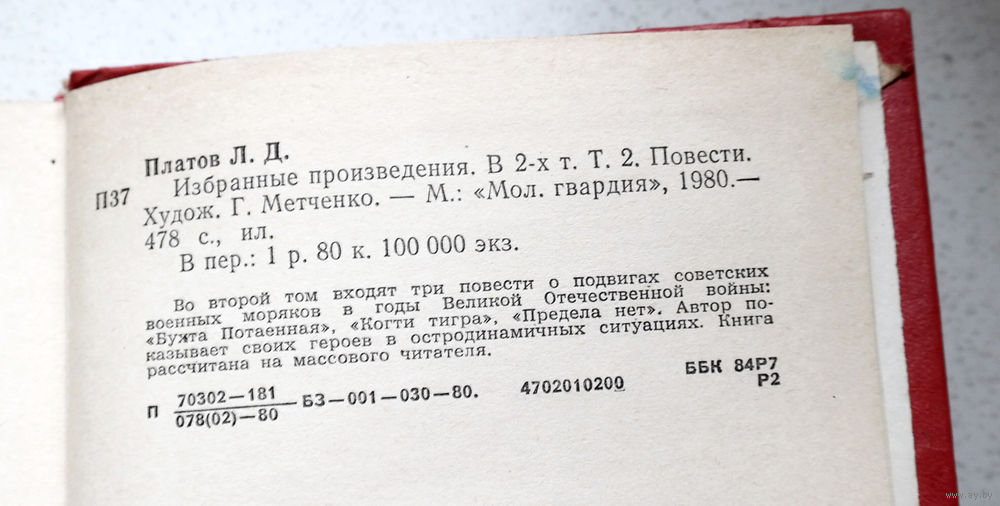 Платов Л. Д.
П37 Избранные произведения. В 2-х т. Т. 2. Повести.
Худож. Г. Метченко. — М.: «Мол. гвардия», 1980.—
478 с., ил.
В пер.: 1 р. 80 к. 100 000 экз.
Во второй том входят три повести о подвигах советских
военных моряков в годы Великой Отечественной войны:
«Бухта Потаенная», «Когти тигра», «Предела нет». Автор по-
казывает своих героев в остродинамичных ситуациях. Книга
рассчитана на массового читателя.
П 70302—181
078(02)—80 БЗ—001—030—80. 4702010200
ББК 84Р7
Р2
www.ay.by